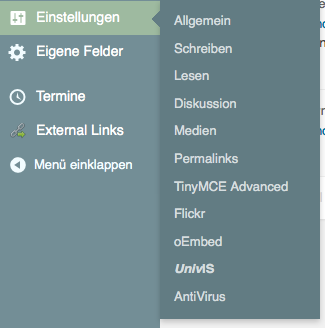 Einstellungen
Eigene Felder
Termine
External Links
Menü einklappen
Allgemein
Schreiben
Lesen
Diskussion
Medien
Permalinks
TinyMCE Advanced
Flickr
oEmbed
UnivIS
AntiVirus